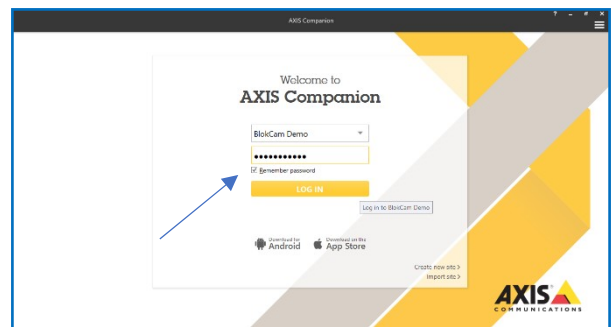 AXIS Companion
Welcome to
AXIS Companion
BlokCam Demo
Remember password
LOG IN
Log in to BlokCam Demo
Download for
Android
Download on the
App Store
Create new site >
Import site >
AXIS
COMMUNICATIONS